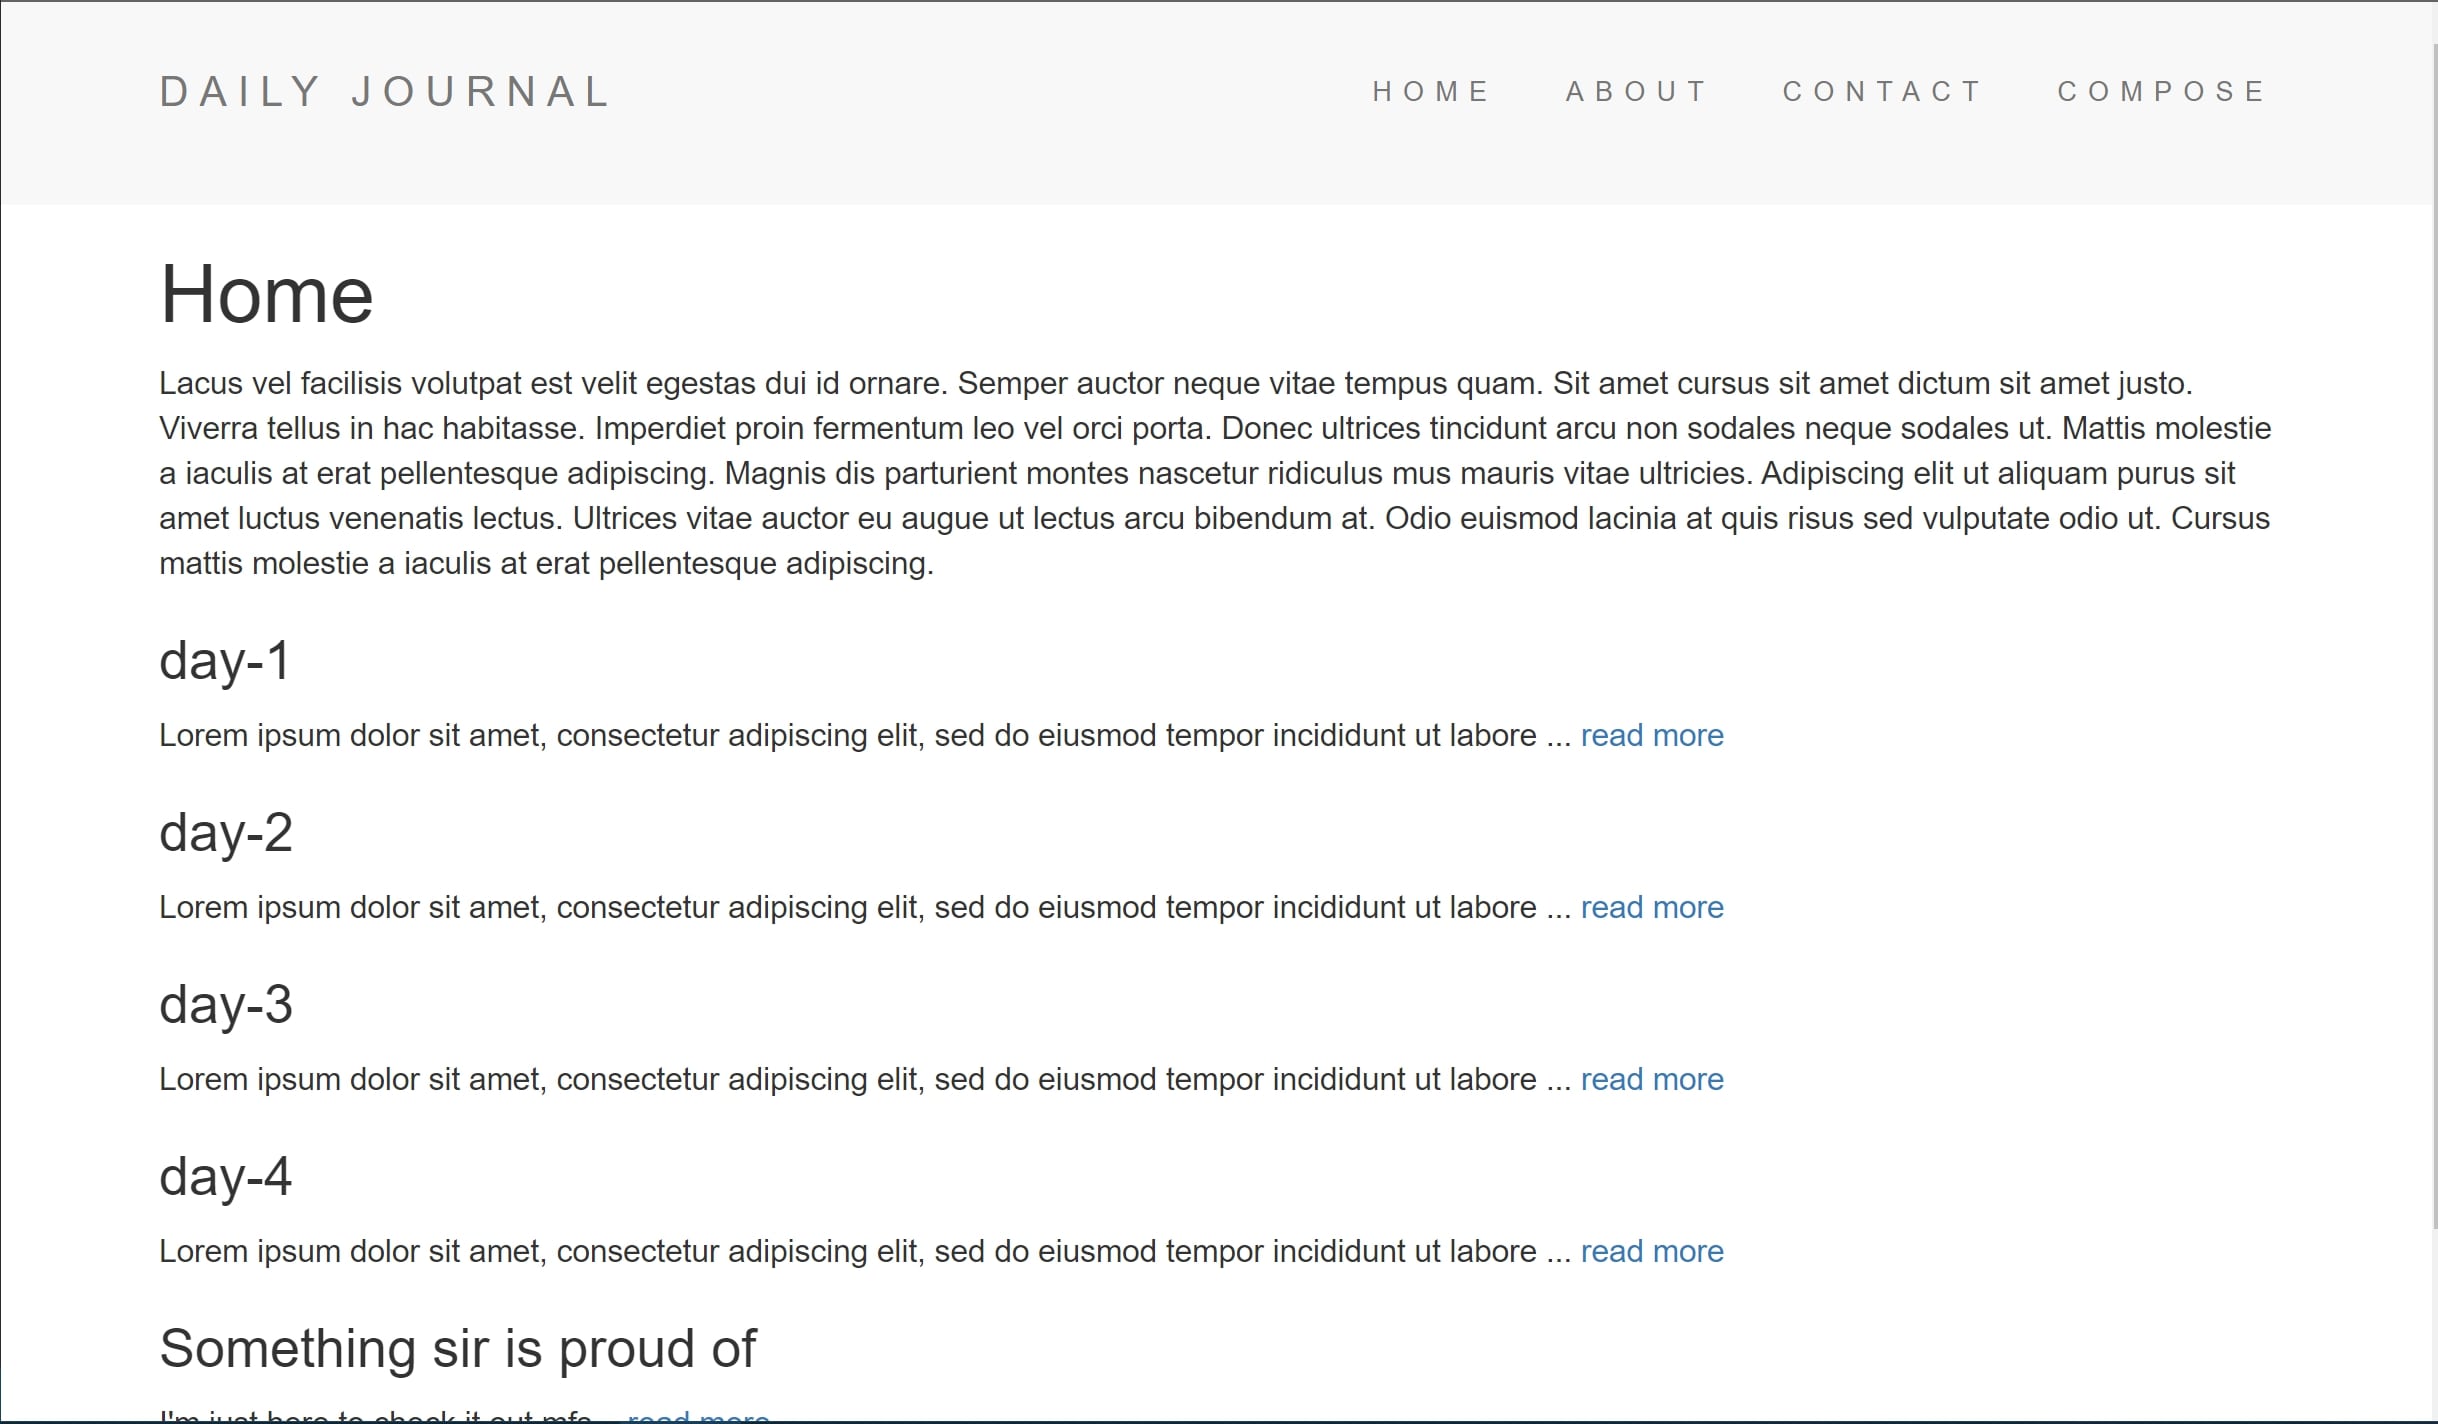 DAILY JOURNAL
HOME ABOUT CONTACT COMPOSE
Home
Lacus vel facilisis volutpat est velit egestas dui id ornare. Semper auctor neque vitae tempus quam. Sit amet cursus sit amet dictum sit amet justo.
Viverra tellus in hac habitasse. Imperdiet proin fermentum leo vel orci porta. Donec ultrices tincidunt arcu non sodales neque sodales ut. Mattis molestie
a iaculis at erat pellentesque adipiscing. Magnis dis parturient montes nascetur ridiculus mus mauris vitae ultricies. Adipiscing elit ut aliquam purus sit
amet luctus venenatis lectus. Ultrices vitae auctor eu augue ut lectus arcu bibendum at. Odio euismod lacinia at quis risus sed vulputate odio ut. Cursus
mattis molestie a iaculis at erat pellentesque adipiscing.
day-1
Lorem ipsum dolor sit amet, consectetur adipiscing elit, sed do eiusmod tempor incididunt ut labore ... read more
day-2
Lorem ipsum dolor sit amet, consectetur adipiscing elit, sed do eiusmod tempor incididunt ut labore ... read more
day-3
Lorem ipsum dolor sit amet, consectetur adipiscing elit, sed do eiusmod tempor incididunt ut labore ... read more
day-4
Lorem ipsum dolor sit amet, consectetur adipiscing elit, sed do eiusmod tempor incididunt ut labore ... read more
Something sir is proud of
I'm just here to check it out mfs ... read more